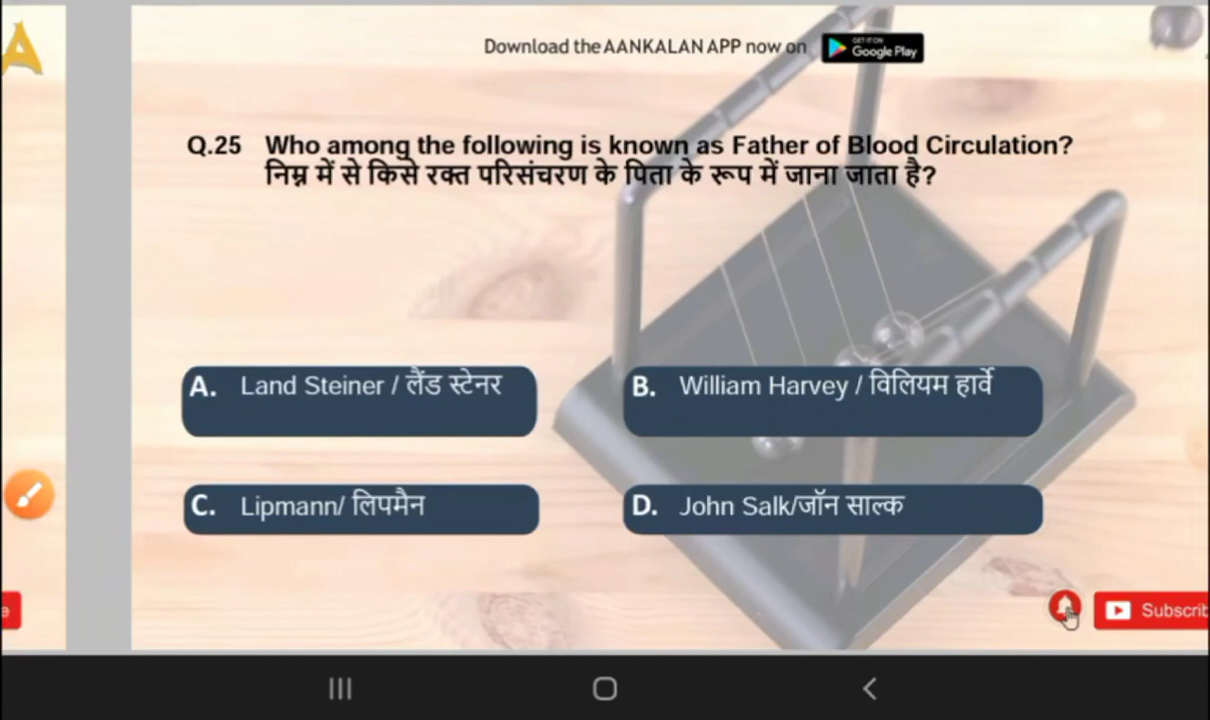 A
Download the AANKALAN APP now on
GET IT ON
Google Play
Q.25 Who among the following is known as Father of Blood Circulation?
निम्न में से किसे रक्त परिसंचरण के पिता के रूप में जाना जाता है?
A. Land Steiner / लैंड स्टेनर
B. William Harvey / विलियम हार्वे
C. Lipmann/ लिपमैन
D. John Salk/जॉन साल्क
e
Subscrib